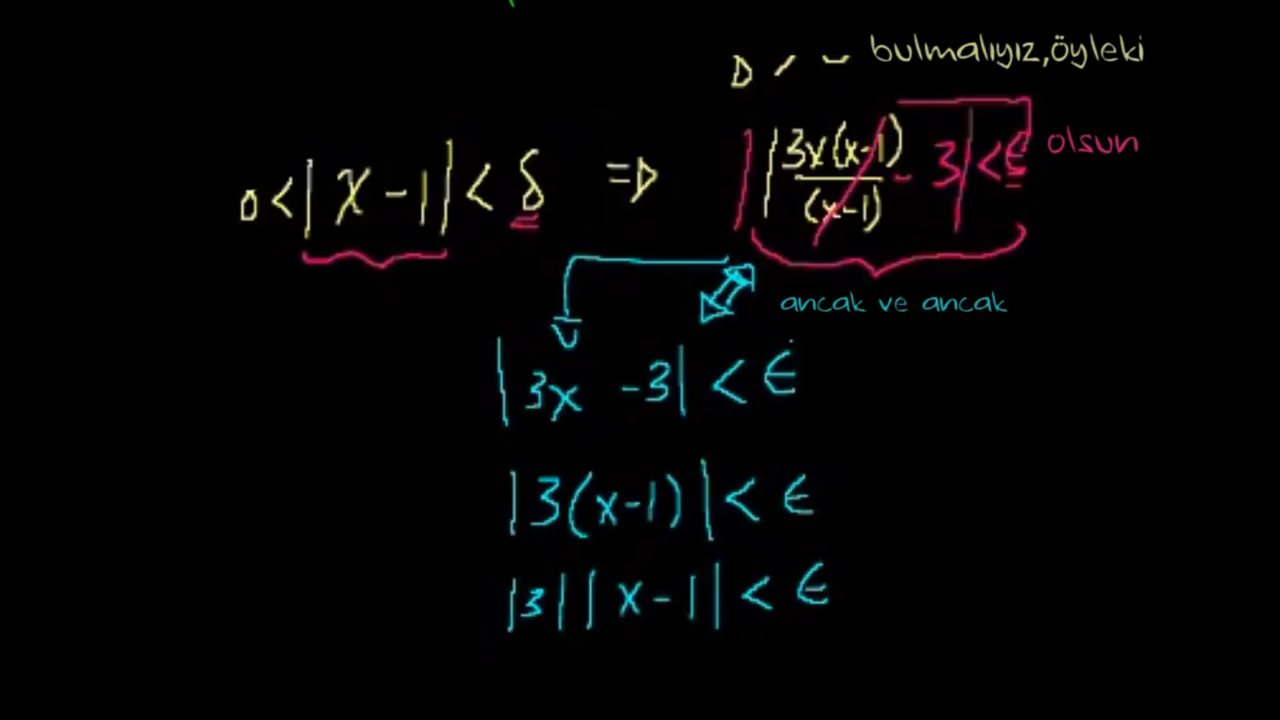 bulmalıyız,öyleki
0 < | x - 1 | < δ => | | 3x(x-1) / (x-1) - 3 | < ε olsun
ancak ve ancak
| 3x - 3 | < ε
| 3(x-1) | < ε
|3| | x - 1 | < ε